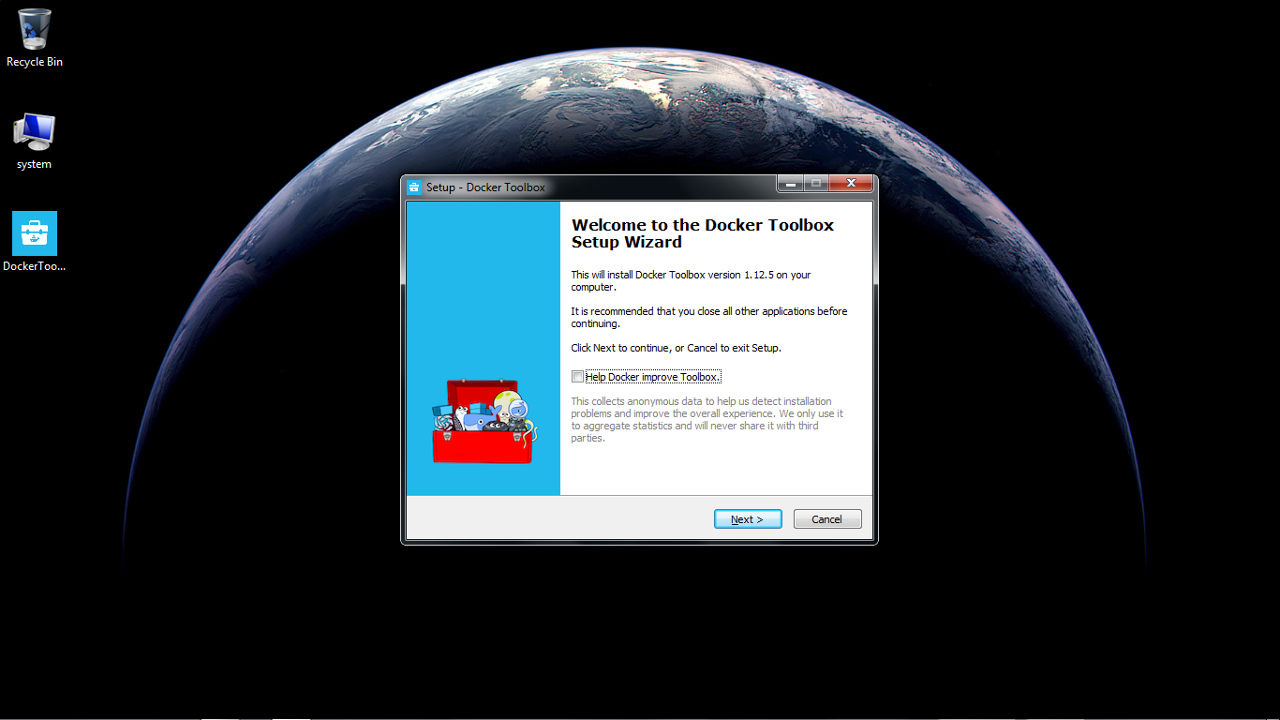 Recycle Bin
system
DockerToo...
Setup - Docker Toolbox
Welcome to the Docker Toolbox
Setup Wizard
This will install Docker Toolbox version 1.12.5 on your
computer.
It is recommended that you close all other applications before
continuing.
Click Next to continue, or Cancel to exit Setup.
Help Docker improve Toolbox.
This collects anonymous data to help us detect installation
problems and improve the overall experience. We only use it
to aggregate statistics and will never share it with third
parties.
Next >
Cancel